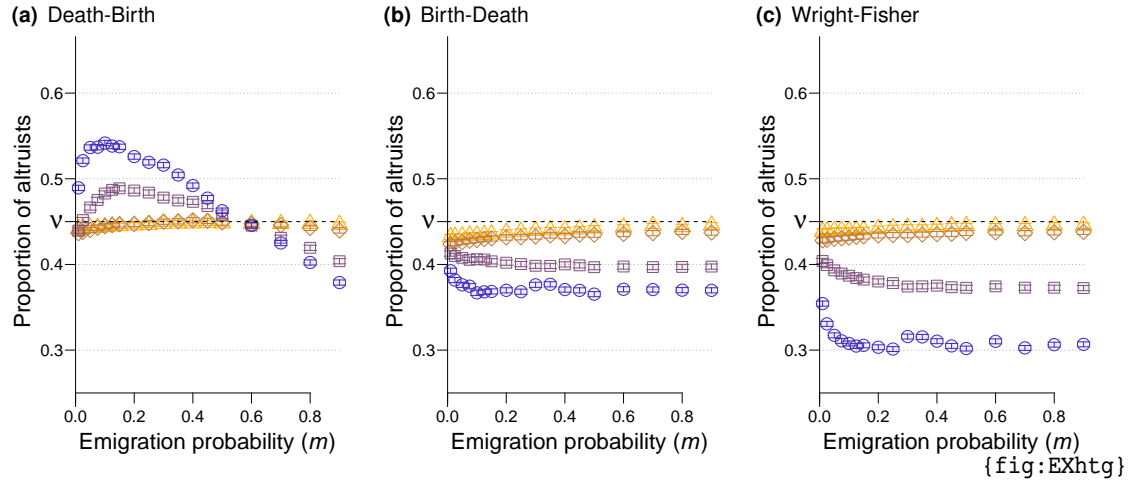 (a) Death-Birth
(b) Birth-Death
(c) Wright-Fisher
Proportion of altruists
0.6
0.5
ν
0.4
0.3
0.0 0.2 0.4 0.6 0.8
Emigration probability (m)
Proportion of altruists
0.6
0.5
ν
0.4
0.3
0.0 0.2 0.4 0.6 0.8
Emigration probability (m)
Proportion of altruists
0.6
0.5
ν
0.4
0.3
0.0 0.2 0.4 0.6 0.8
Emigration probability (m)
{fig:EXhtg}